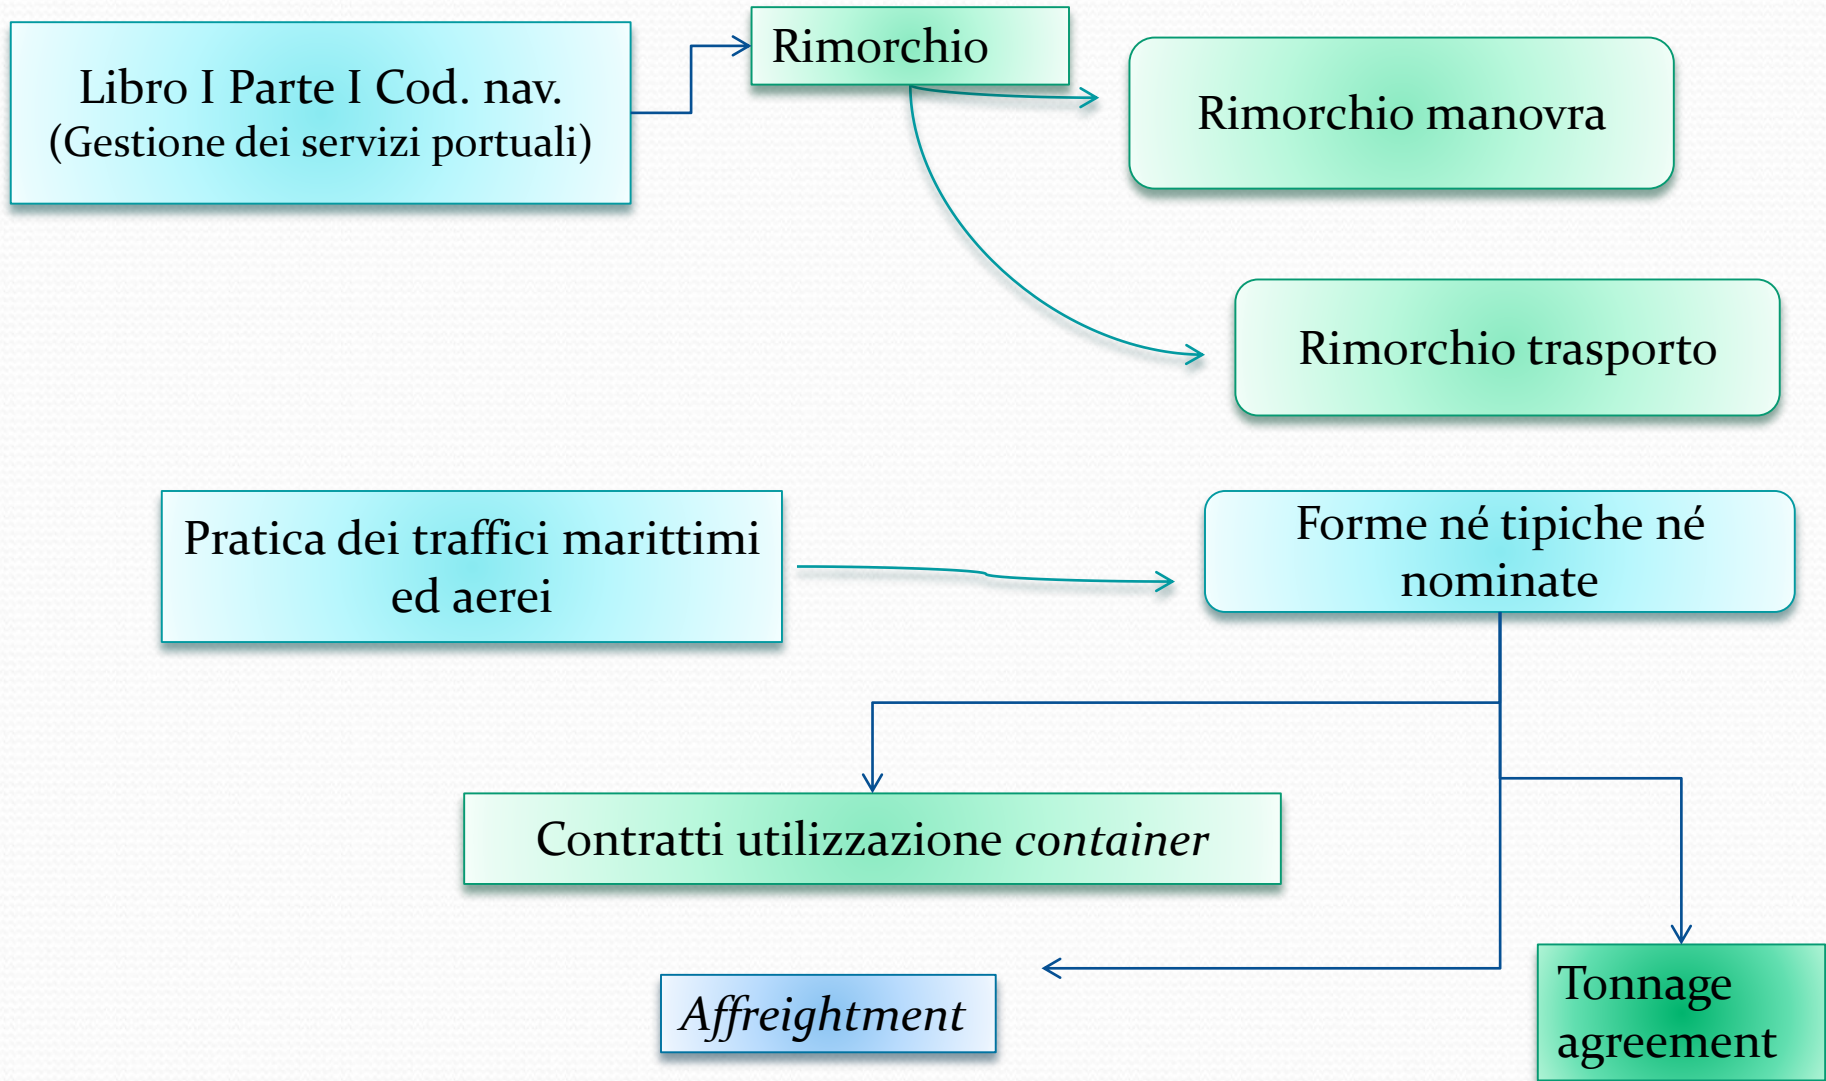 Libro I Parte I Cod. nav.
(Gestione dei servizi portuali)
Rimorchio
Rimorchio manovra
Rimorchio trasporto
Pratica dei traffici marittimi
ed aerei
Forme né tipiche né
nominate
Contratti utilizzazione container
Affreightment
Tonnage
agreement